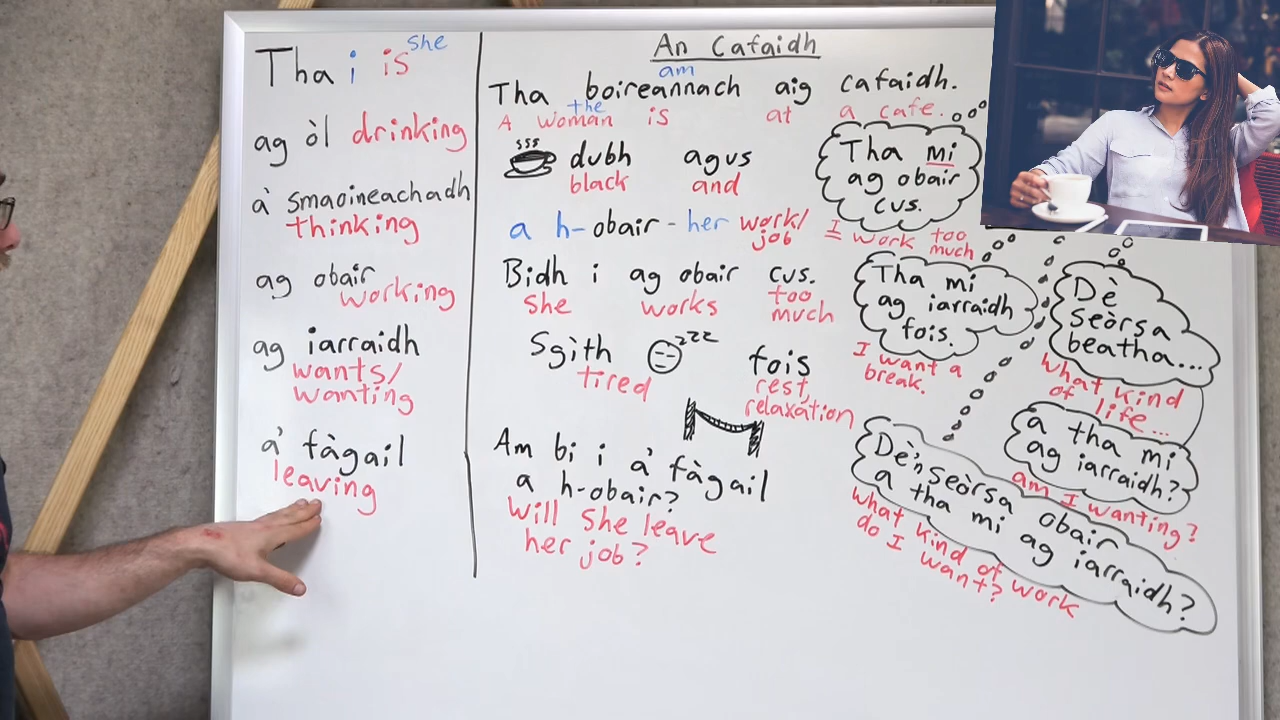 Tha i is she
ag òl drinking
a' smaoineachadh
thinking
ag obair
working
ag iarraidh
wants/
wanting
a' fàgail
leaving
An Cafaidh
am
Tha boireannach aig cafaidh.
the
A woman is at a cafe.
sss
dubh agus
black and
a h-obair - her work/
job
Bidh i ag obair cus.
she works too
much
Sgìth zzz fois
tired rest,
relaxation
Am bi i a' fàgail
a h-obair?
Will she leave
her job?
Tha mi
ag obair
cus.
I work too
much
Tha mi
ag iarraidh
fois.
I want a
break.
Dè
seòrsa
beatha...
what kind
of life...
a tha mi
ag iarraidh?
am I wanting?
Dè'n seòrsa obair
a tha mi ag iarraidh?
what kind of work
do I want?